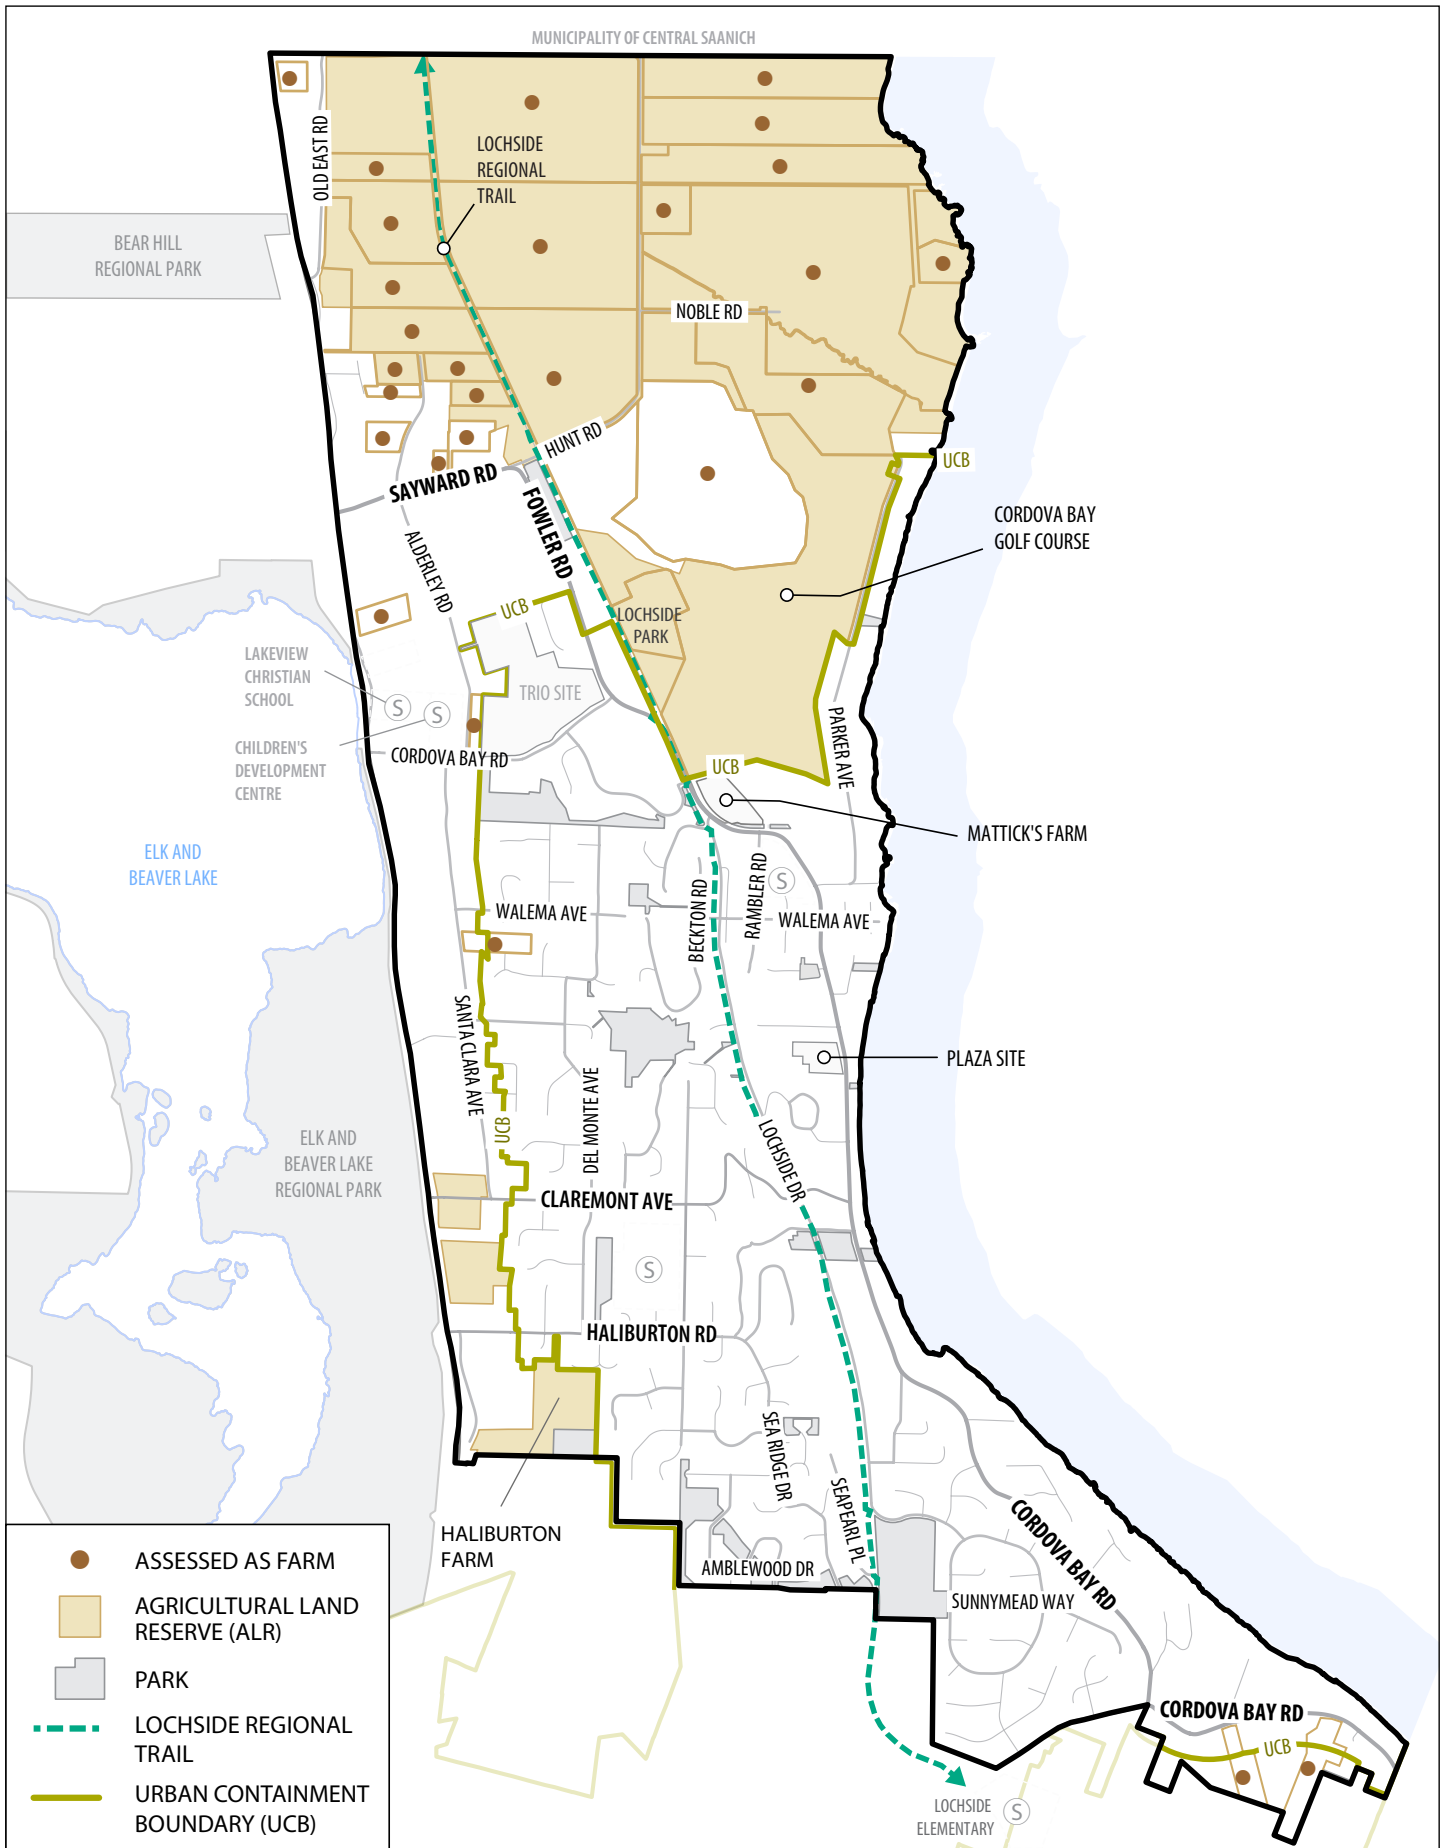 MUNICIPALITY OF CENTRAL SAANICH
OLD EAST RD
LOCHSIDE
REGIONAL
TRAIL
BEAR HILL
REGIONAL PARK
NOBLE RD
HUNT RD
SAYWARD RD
FOWLER RD
UCB
CORDOVA BAY
GOLF COURSE
ALDERLEY RD
UCB
LOCHSIDE
PARK
LAKEVIEW
CHRISTIAN
SCHOOL
S
S
TRIO SITE
CHILDREN'S
DEVELOPMENT
CENTRE
CORDOVA BAY RD
PARKER AVE
UCB
MATTICK'S FARM
ELK AND
BEAVER LAKE
BECKTON RD
RAMBLER RD
S
WALEMA AVE
WALEMA AVE
SANTA CLARA AVE
UCB
DEL MONTE AVE
PLAZA SITE
LOCHSIDE DR
ELK AND
BEAVER LAKE
REGIONAL PARK
CLAREMONT AVE
S
HALIBURTON RD
SEA RIDGE DR
SEAPEARL PL
HALIBURTON
FARM
AMBLEWOOD DR
CORDOVA BAY RD
SUNNYMEAD WAY
CORDOVA BAY RD
UCB
LOCHSIDE
ELEMENTARY
S
ASSESSED AS FARM
AGRICULTURAL LAND
RESERVE (ALR)
PARK
LOCHSIDE REGIONAL
TRAIL
URBAN CONTAINMENT
BOUNDARY (UCB)